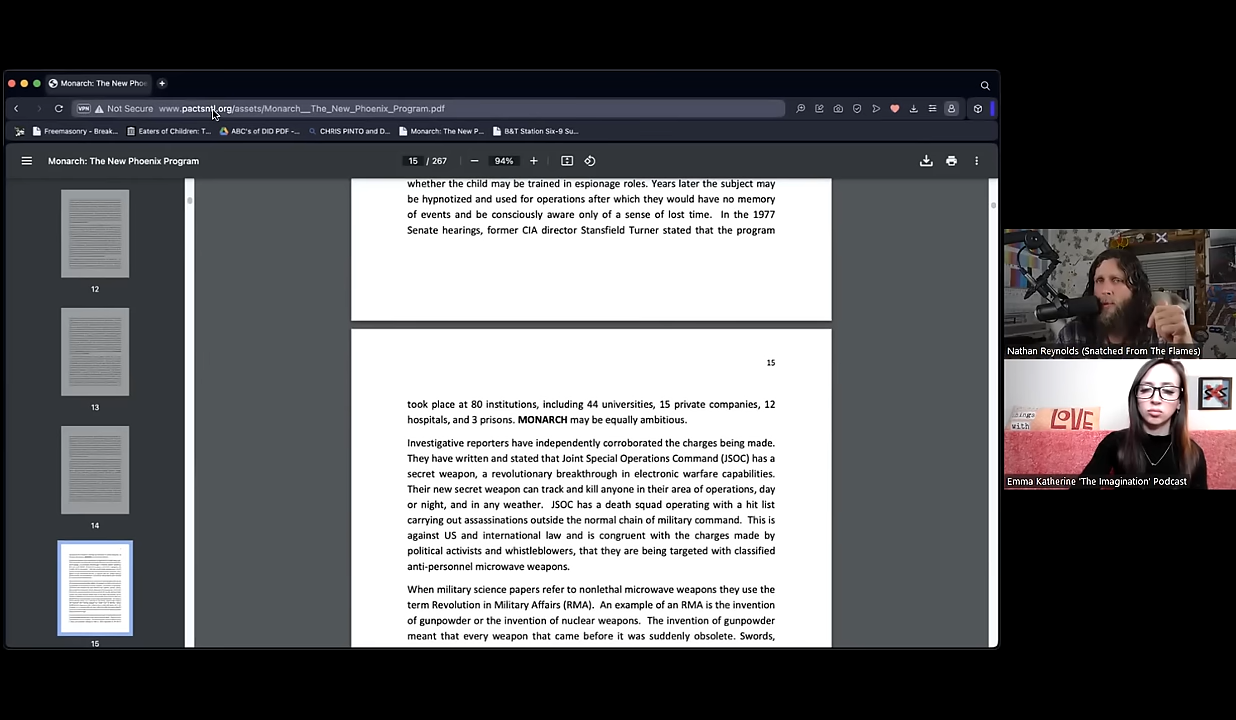 Monarch: The New Phoe
Not Secure www.pactsntl.org/assets/Monarch__The_New_Phoenix_Program.pdf
VPN
Freemasonry - Break...
Eaters of Children: T...
ABC's of DID PDF -...
CHRIS PINTO and D...
Monarch: The New P...
B&T Station Six-9 Su...
Monarch: The New Phoenix Program
15 / 267
94%
12
13
14
15
whether the child may be trained in espionage roles. Years later the subject may
be hypnotized and used for operations after which they would have no memory
of events and be consciously aware only of a sense of lost time. In the 1977
Senate hearings, former CIA director Stansfield Turner stated that the program
15
took place at 80 institutions, including 44 universities, 15 private companies, 12
hospitals, and 3 prisons. MONARCH may be equally ambitious.
Investigative reporters have independently corroborated the charges being made.
They have written and stated that Joint Special Operations Command (JSOC) has a
secret weapon, a revolutionary breakthrough in electronic warfare capabilities.
Their new secret weapon can track and kill anyone in their area of operations, day
or night, and in any weather. JSOC has a death squad operating with a hit list
carrying out assassinations outside the normal chain of military command. This is
against US and international law and is congruent with the charges made by
political activists and whistleblowers, that they are being targeted with classified
anti-personnel microwave weapons.
When military science papers refer to nonlethal microwave weapons they use the
term Revolution in Military Affairs (RMA). An example of an RMA is the invention
of gunpowder or the invention of nuclear weapons. The invention of gunpowder
meant that every weapon that came before it was suddenly obsolete. Swords,
Nathan Reynolds (Snatched From The Flames)
with
LOVE
Emma Katherine 'The Imagination' Podcast